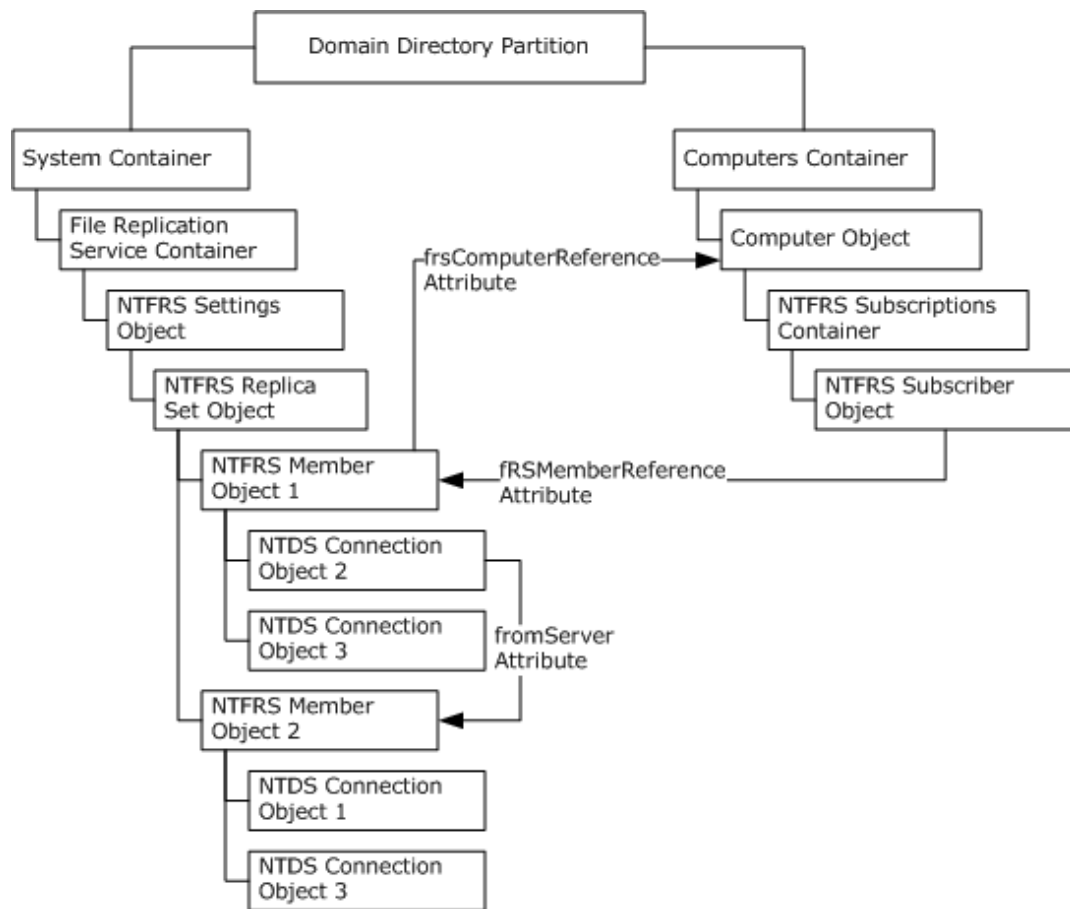 Domain Directory Partition
System Container
Computers Container
File Replication
Service Container
Computer Object
frsComputerReference
Attribute
NTFRS Settings
Object
NTFRS Subscriptions
Container
NTFRS Replica
Set Object
NTFRS Subscriber
Object
NTFRS Member
Object 1
fRSMemberReference
Attribute
NTDS Connection
Object 2
NTDS Connection
Object 3
fromServer
Attribute
NTFRS Member
Object 2
NTDS Connection
Object 1
NTDS Connection
Object 3